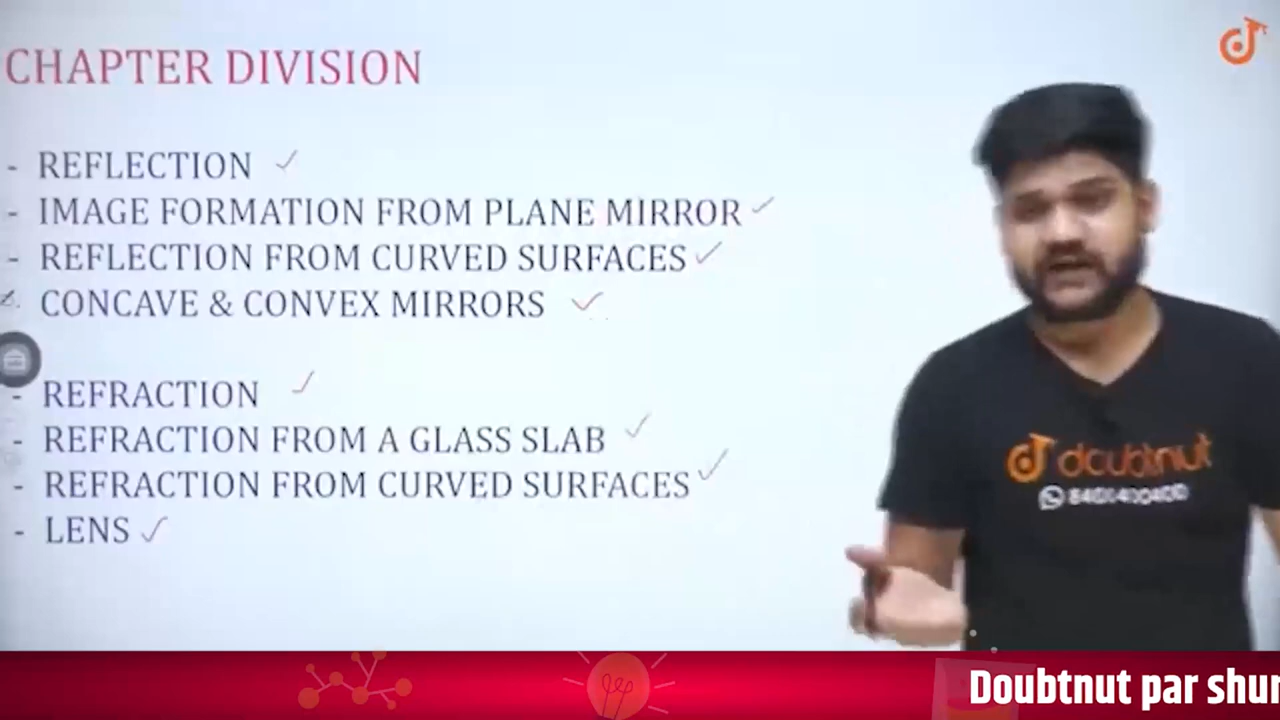 CHAPTER DIVISION
- REFLECTION
- IMAGE FORMATION FROM PLANE MIRROR
- REFLECTION FROM CURVED SURFACES
CONCAVE & CONVEX MIRRORS
- REFRACTION
- REFRACTION FROM A GLASS SLAB
- REFRACTION FROM CURVED SURFACES
- LENS
doubtnut
8400400400
Doubtnut par shur